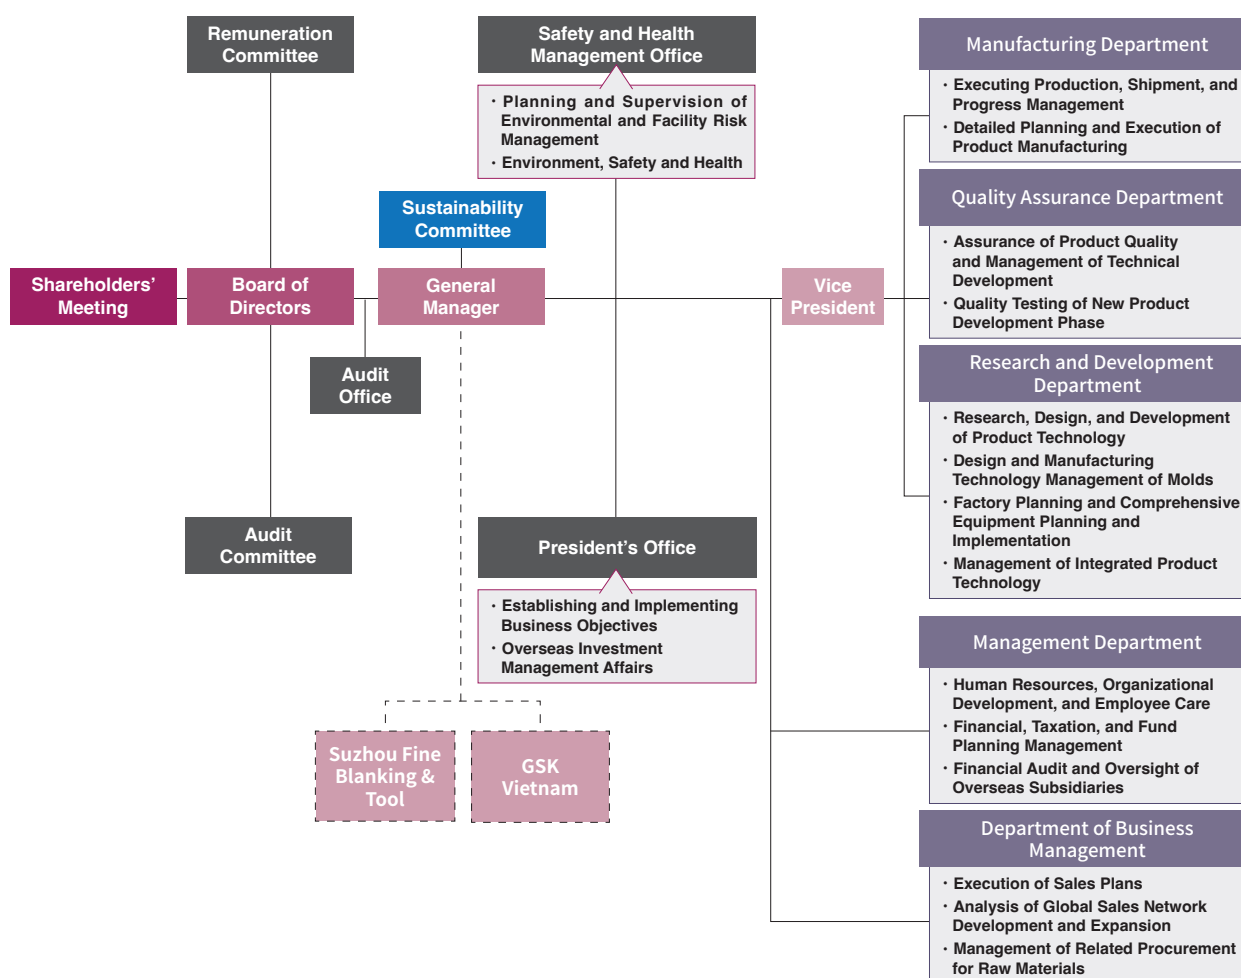 Remuneration
Committee
Safety and Health
Management Office
・Planning and Supervision of
Environmental and Facility Risk
Management
・Environment, Safety and Health
Sustainability
Committee
Shareholders'
Meeting
Board of
Directors
General
Manager
Vice
President
Audit
Office
Audit
Committee
President's Office
・Establishing and Implementing
Business Objectives
・Overseas Investment
Management Affairs
Suzhou Fine
Blanking &
Tool
GSK
Vietnam
Manufacturing Department
・Executing Production, Shipment, and
Progress Management
・Detailed Planning and Execution of
Product Manufacturing
Quality Assurance Department
・Assurance of Product Quality
and Management of Technical
Development
・Quality Testing of New Product
Development Phase
Research and Development
Department
・Research, Design, and Development
of Product Technology
・Design and Manufacturing
Technology Management of Molds
・Factory Planning and Comprehensive
Equipment Planning and
Implementation
・Management of Integrated Product
Technology
Management Department
・Human Resources, Organizational
Development, and Employee Care
・Financial, Taxation, and Fund
Planning Management
・Financial Audit and Oversight of
Overseas Subsidiaries
Department of Business
Management
・Execution of Sales Plans
・Analysis of Global Sales Network
Development and Expansion
・Management of Related Procurement
for Raw Materials